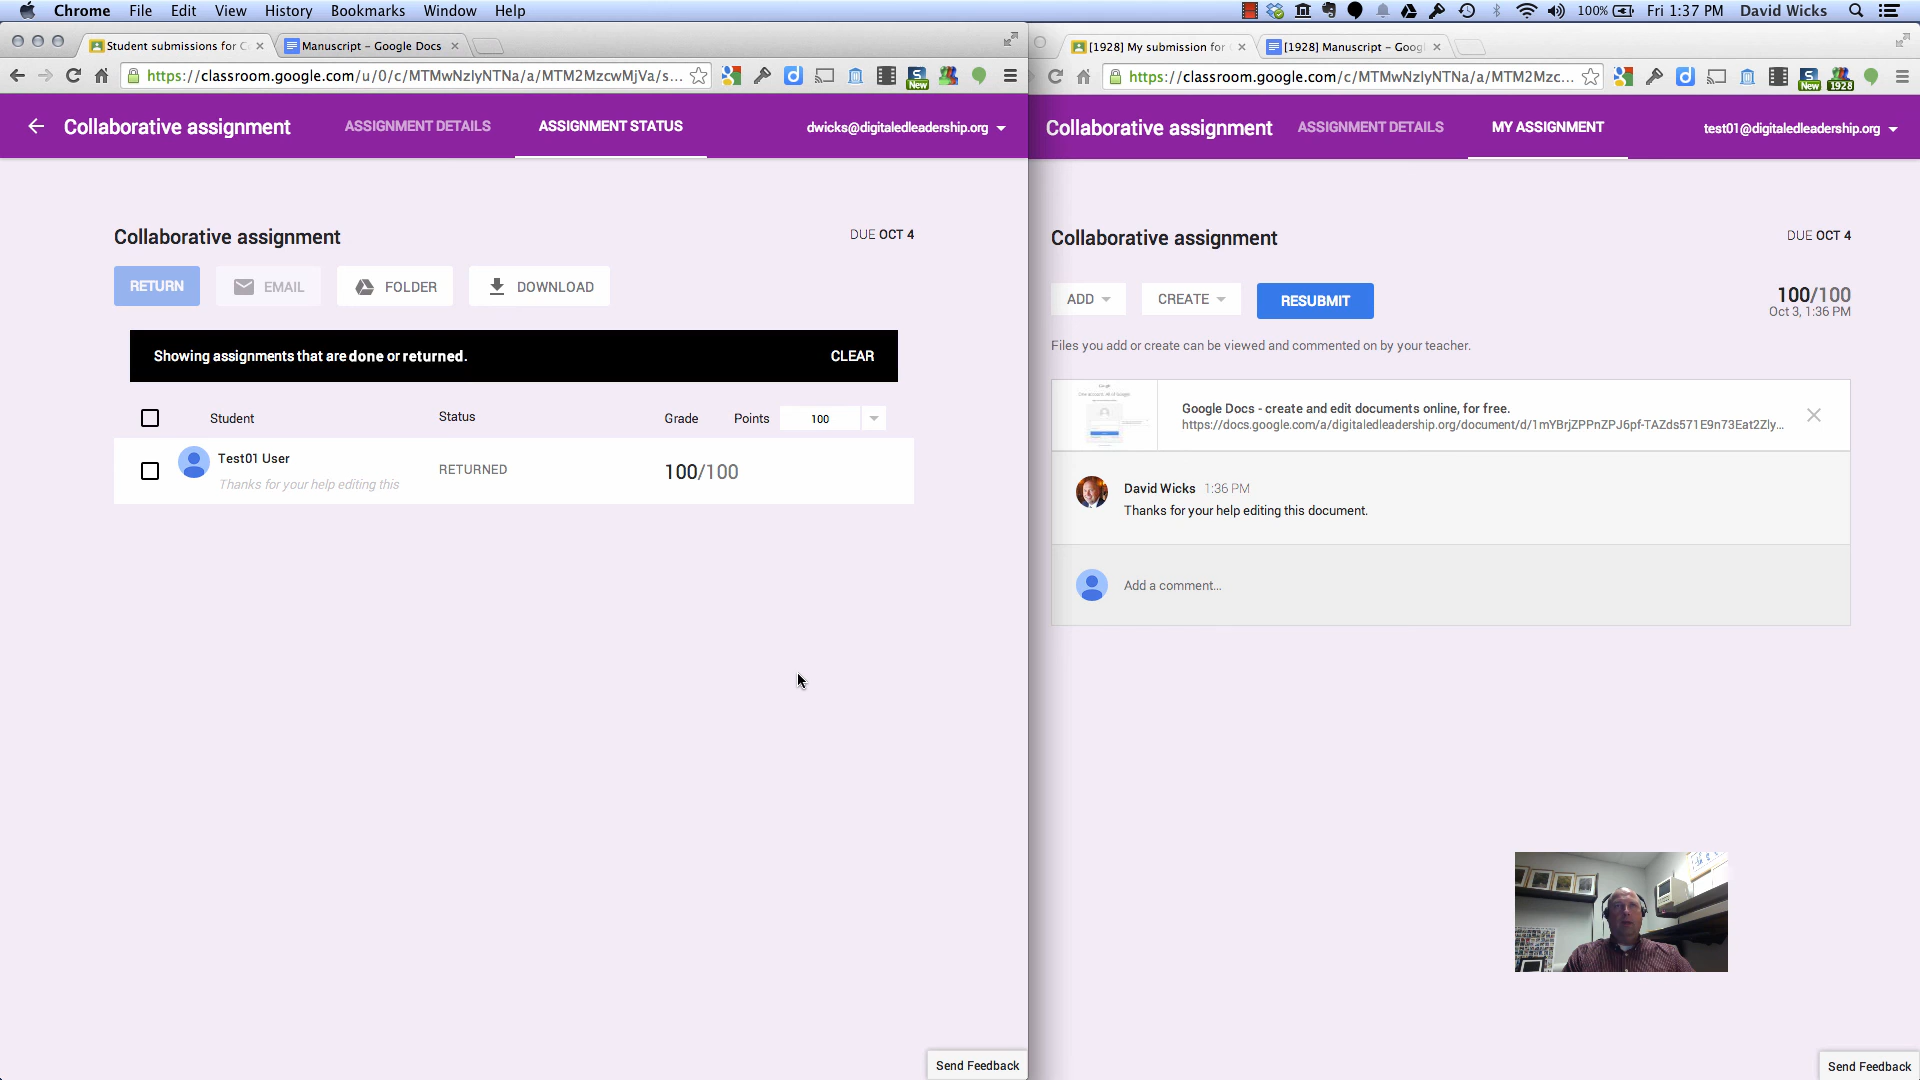 Chrome File Edit View History Bookmarks Window Help
100% Fri 1:37 PM David Wicks
Student submissions for C
Manuscript – Google Docs
https://classroom.google.com/u/0/c/MTMwNzIyNTNa/a/MTM2MzcwMjVa/s...
New
Collaborative assignment
ASSIGNMENT DETAILS
ASSIGNMENT STATUS
dwicks@digitaledleadership.org
Collaborative assignment
DUE OCT 4
RETURN
EMAIL
FOLDER
DOWNLOAD
Showing assignments that are done or returned.
CLEAR
Student
Status
Grade
Points
100
Test01 User
Thanks for your help editing this
RETURNED
100/100
Send Feedback
[1928] My submission for
[1928] Manuscript – Goog
https://classroom.google.com/c/MTMwNzIyNTNa/a/MTM2Mzc...
New
1928
Collaborative assignment
ASSIGNMENT DETAILS
MY ASSIGNMENT
test01@digitaledleadership.org
Collaborative assignment
DUE OCT 4
ADD
CREATE
RESUBMIT
100/100
Oct 3, 1:36 PM
Files you add or create can be viewed and commented on by your teacher.
Google Docs - create and edit documents online, for free.
https://docs.google.com/a/digitaledleadership.org/document/d/1mYBrjZPPnZPJ6pf-TAZds571E9n73Eat2Zly...
David Wicks 1:36 PM
Thanks for your help editing this document.
Add a comment...
Send Feedback